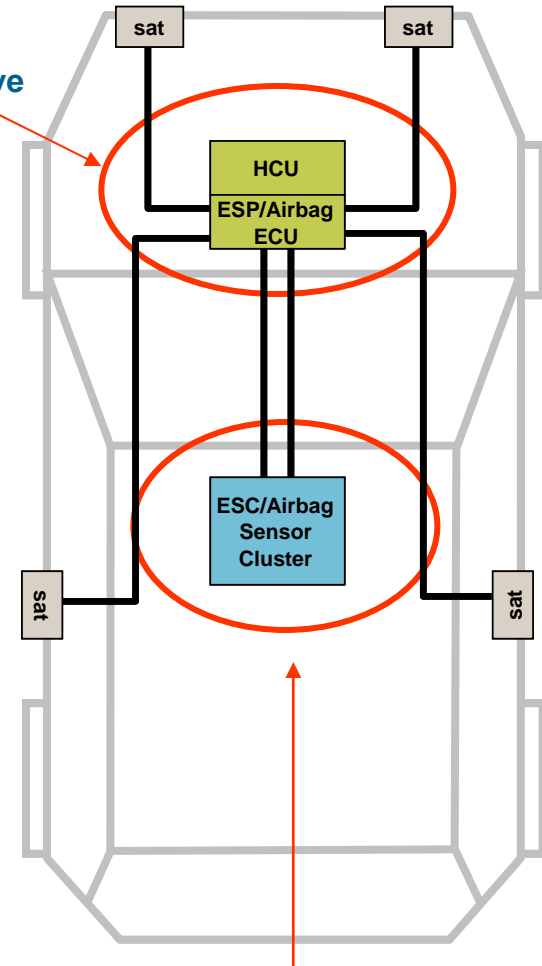 sat
sat
ve
HCU
ESP/Airbag
ECU
ESC/Airbag
Sensor
Cluster
sat
sat